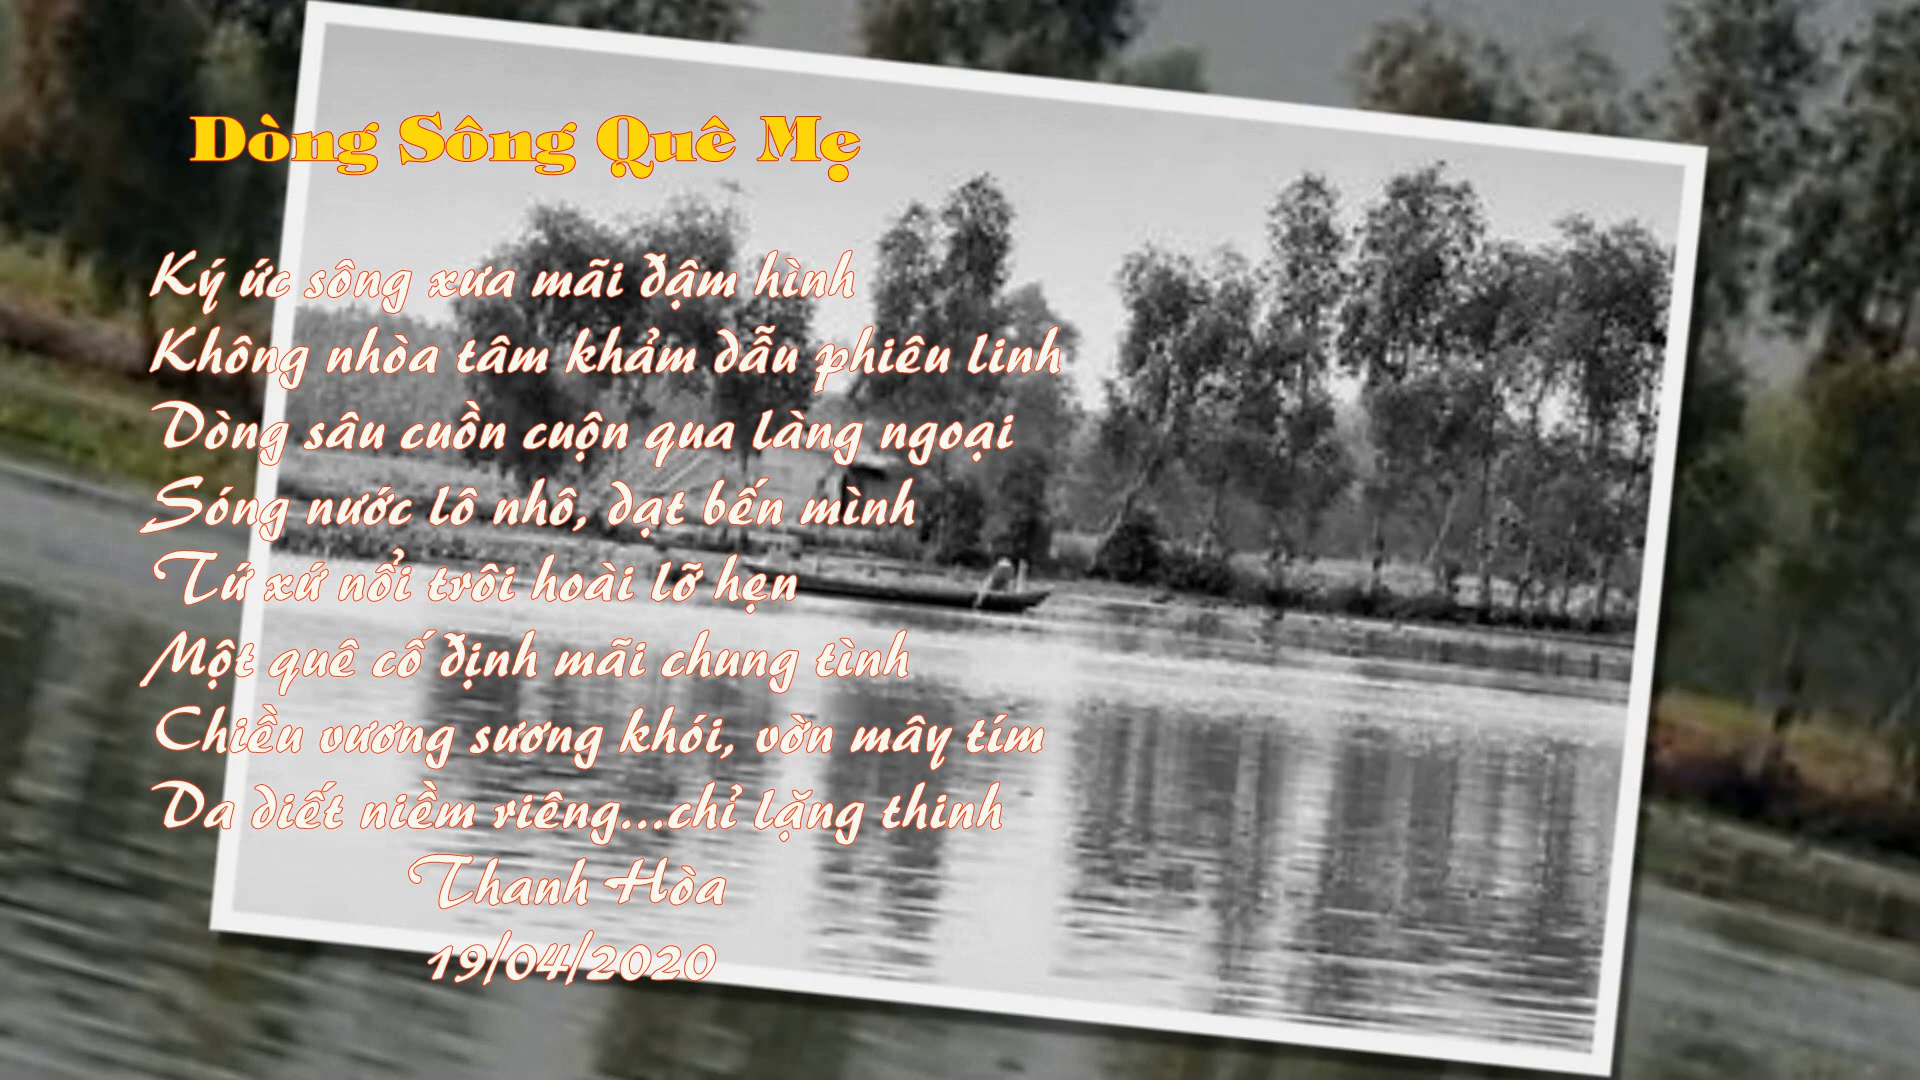 Dòng Sông Quê Mẹ
Ký ức sông xưa mãi đậm hình
Không nhòa tâm khảm dẫu phiêu linh
Dòng sâu cuồn cuộn qua làng ngoại
Sóng nước lô nhô, dạt bến mình
Tứ xứ nổi trôi hoài lỡ hẹn
Một quê cố định mãi chung tình
Chiều vương sương khói, vờn mây tím
Da diết niềm riêng...chỉ lặng thinh
Thanh Hòa
19/04/2020